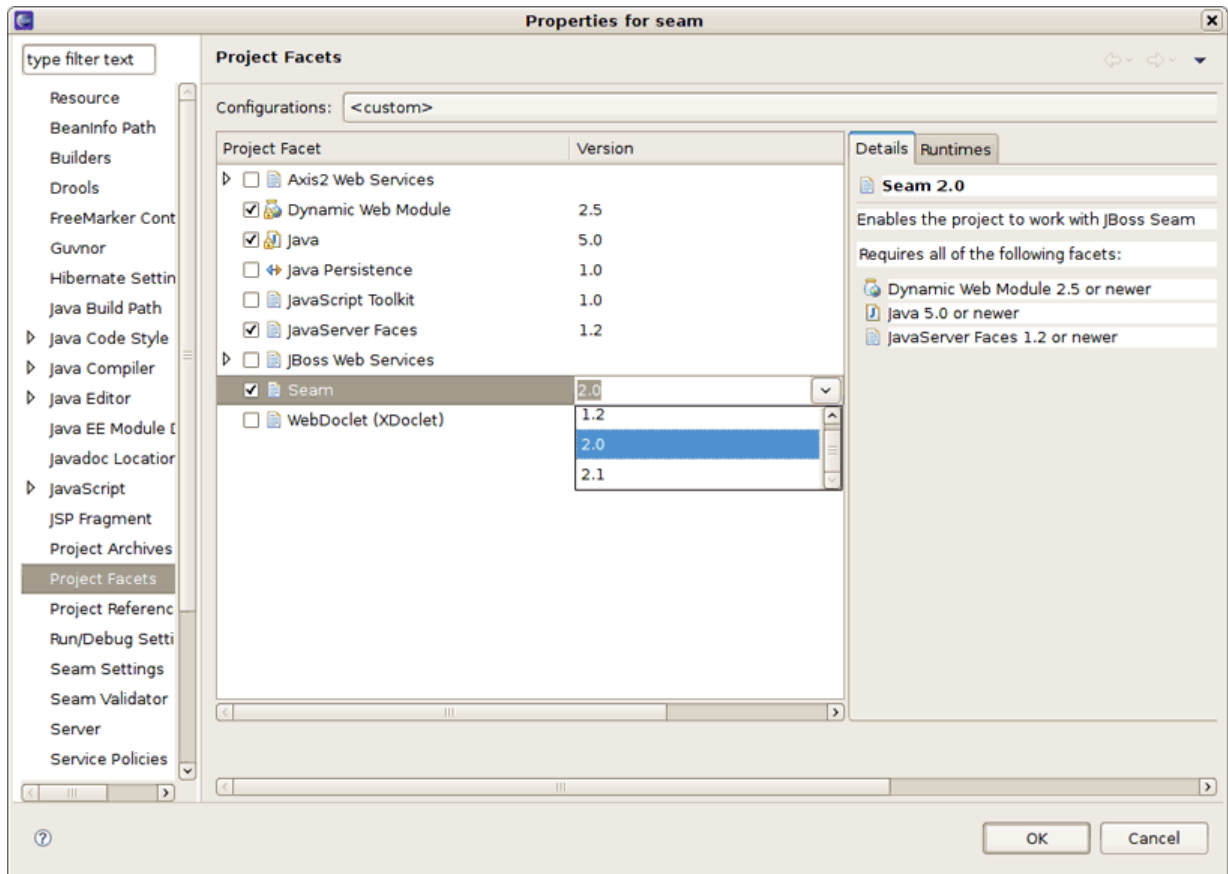 Properties for seam
type filter text
Resource
BeanInfo Path
Builders
Drools
FreeMarker Cont
Guvnor
Hibernate Settin
Java Build Path
Java Code Style
Java Compiler
Java Editor
Java EE Module D
Javadoc Location
JavaScript
JSP Fragment
Project Archives
Project Facets
Project Referenc
Run/Debug Setti
Seam Settings
Seam Validator
Server
Service Policies
Project Facets
Configurations: <custom>
Project Facet Version
Axis2 Web Services
Dynamic Web Module 2.5
Java 5.0
Java Persistence 1.0
JavaScript Toolkit 1.0
JavaServer Faces 1.2
JBoss Web Services
Seam 2.0
WebDoclet (XDoclet)
1.2
2.0
2.1
Details Runtimes
Seam 2.0
Enables the project to work with JBoss Seam
Requires all of the following facets:
Dynamic Web Module 2.5 or newer
Java 5.0 or newer
JavaServer Faces 1.2 or newer
OK Cancel